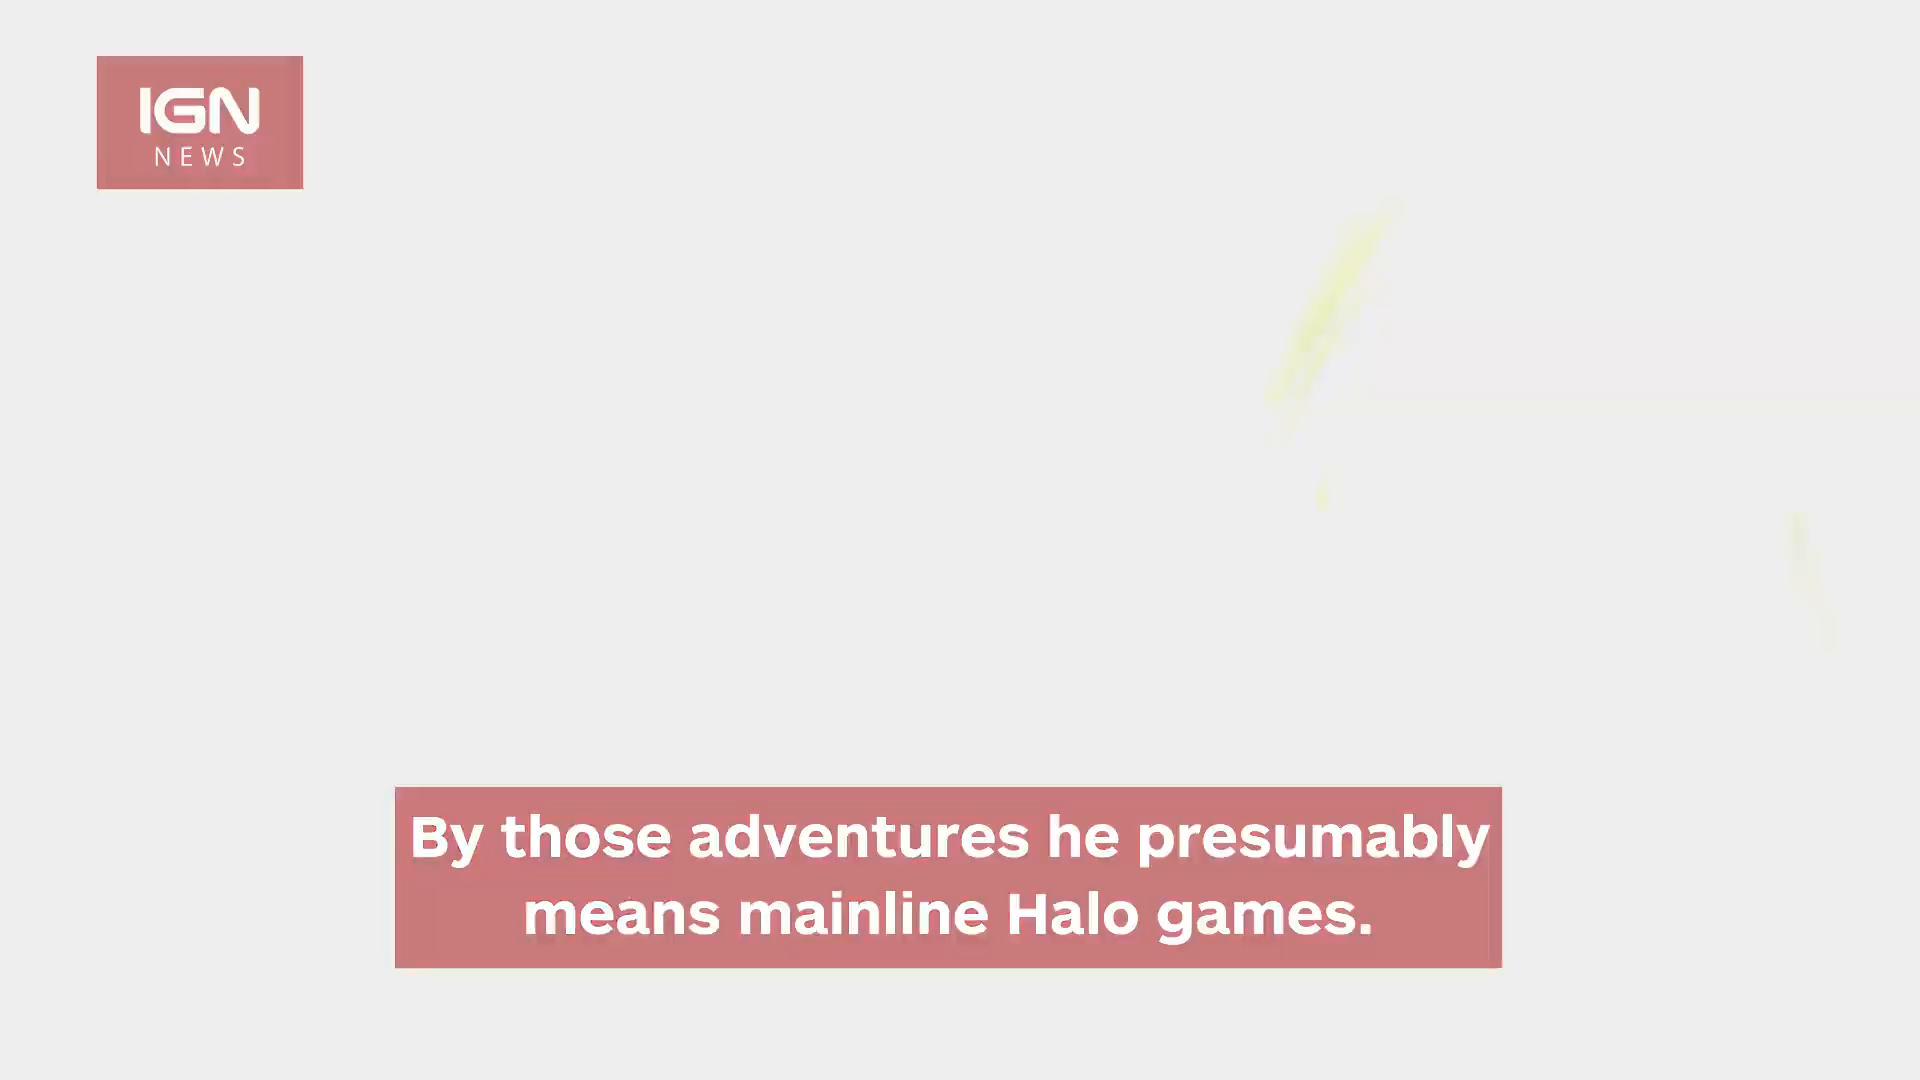 IGN
NEWS
By those adventures he presumably
means mainline Halo games.